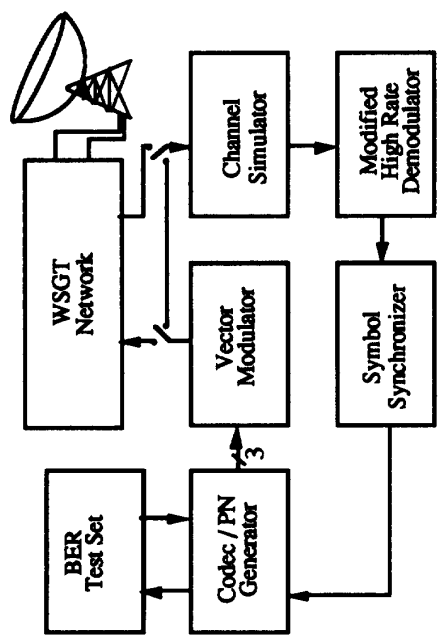 BER
Test Set
WSGT
Network
Codec / PN
Generator
3
Vector
Modulator
Channel
Simulator
Symbol
Synchronizer
Modified
High Rate
Demodulator